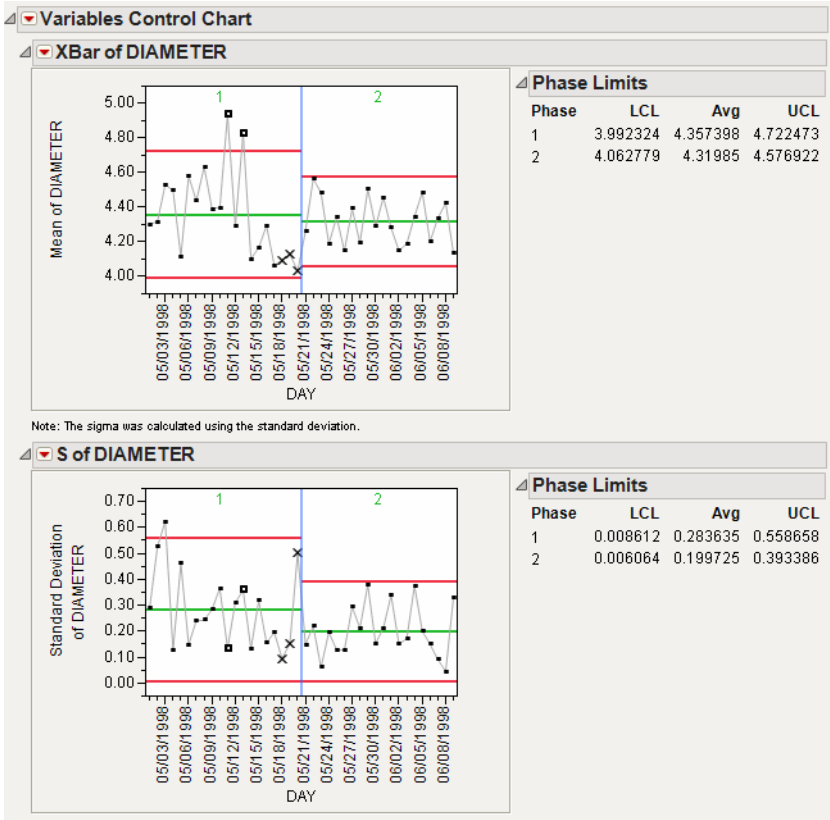 Variables Control Chart
XBar of DIAMETER
Mean of DIAMETER
5.00
4.80
4.60
4.40
4.20
4.00
1
2
05/03/1998
05/06/1998
05/09/1998
05/12/1998
05/15/1998
05/18/1998
05/21/1998
05/24/1998
05/27/1998
05/30/1998
06/02/1998
06/05/1998
06/08/1998
DAY
Phase Limits
Phase LCL Avg UCL
1 3.992324 4.357398 4.722473
2 4.062779 4.31985 4.576922
Note: The sigma was calculated using the standard deviation.
S of DIAMETER
Standard Deviation
of DIAMETER
0.70
0.60
0.50
0.40
0.30
0.20
0.10
0.00
1
2
05/03/1998
05/06/1998
05/09/1998
05/12/1998
05/15/1998
05/18/1998
05/21/1998
05/24/1998
05/27/1998
05/30/1998
06/02/1998
06/05/1998
06/08/1998
DAY
Phase Limits
Phase LCL Avg UCL
1 0.008612 0.283635 0.558658
2 0.006064 0.199725 0.393386